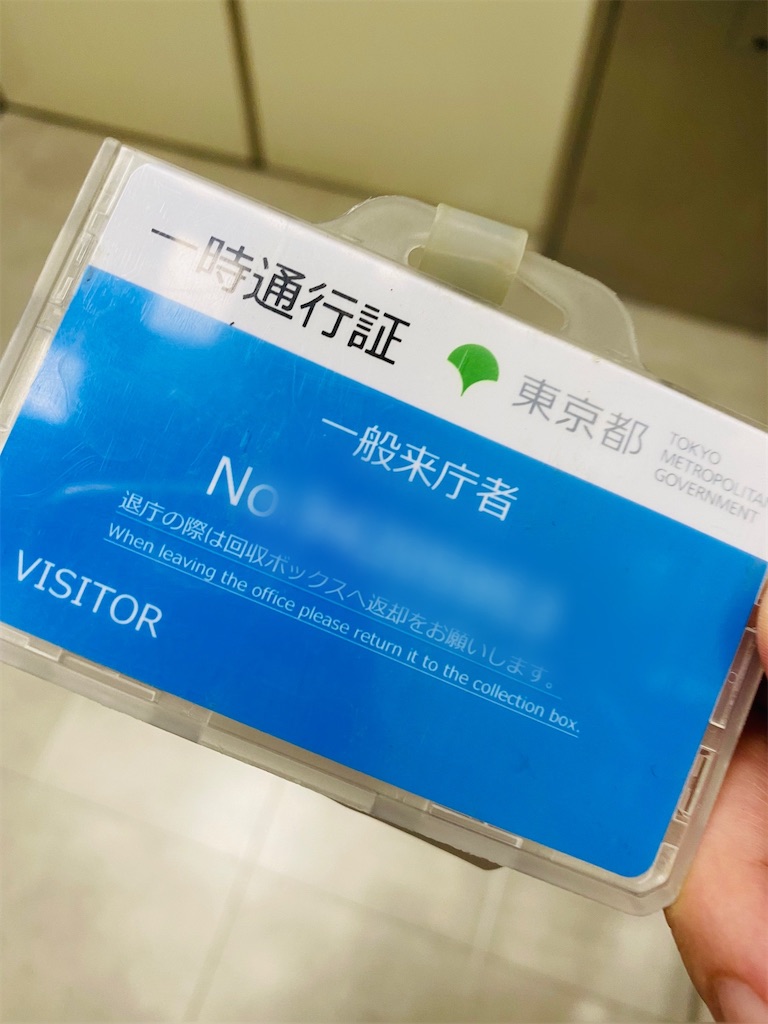 一時通行証
東京都
TOKYO
METROPOLITAN
GOVERNMENT
一般来庁者
No
退庁の際は回収ボックスへ返却をお願いします。
When leaving the office please return it to the collection box.
VISITOR